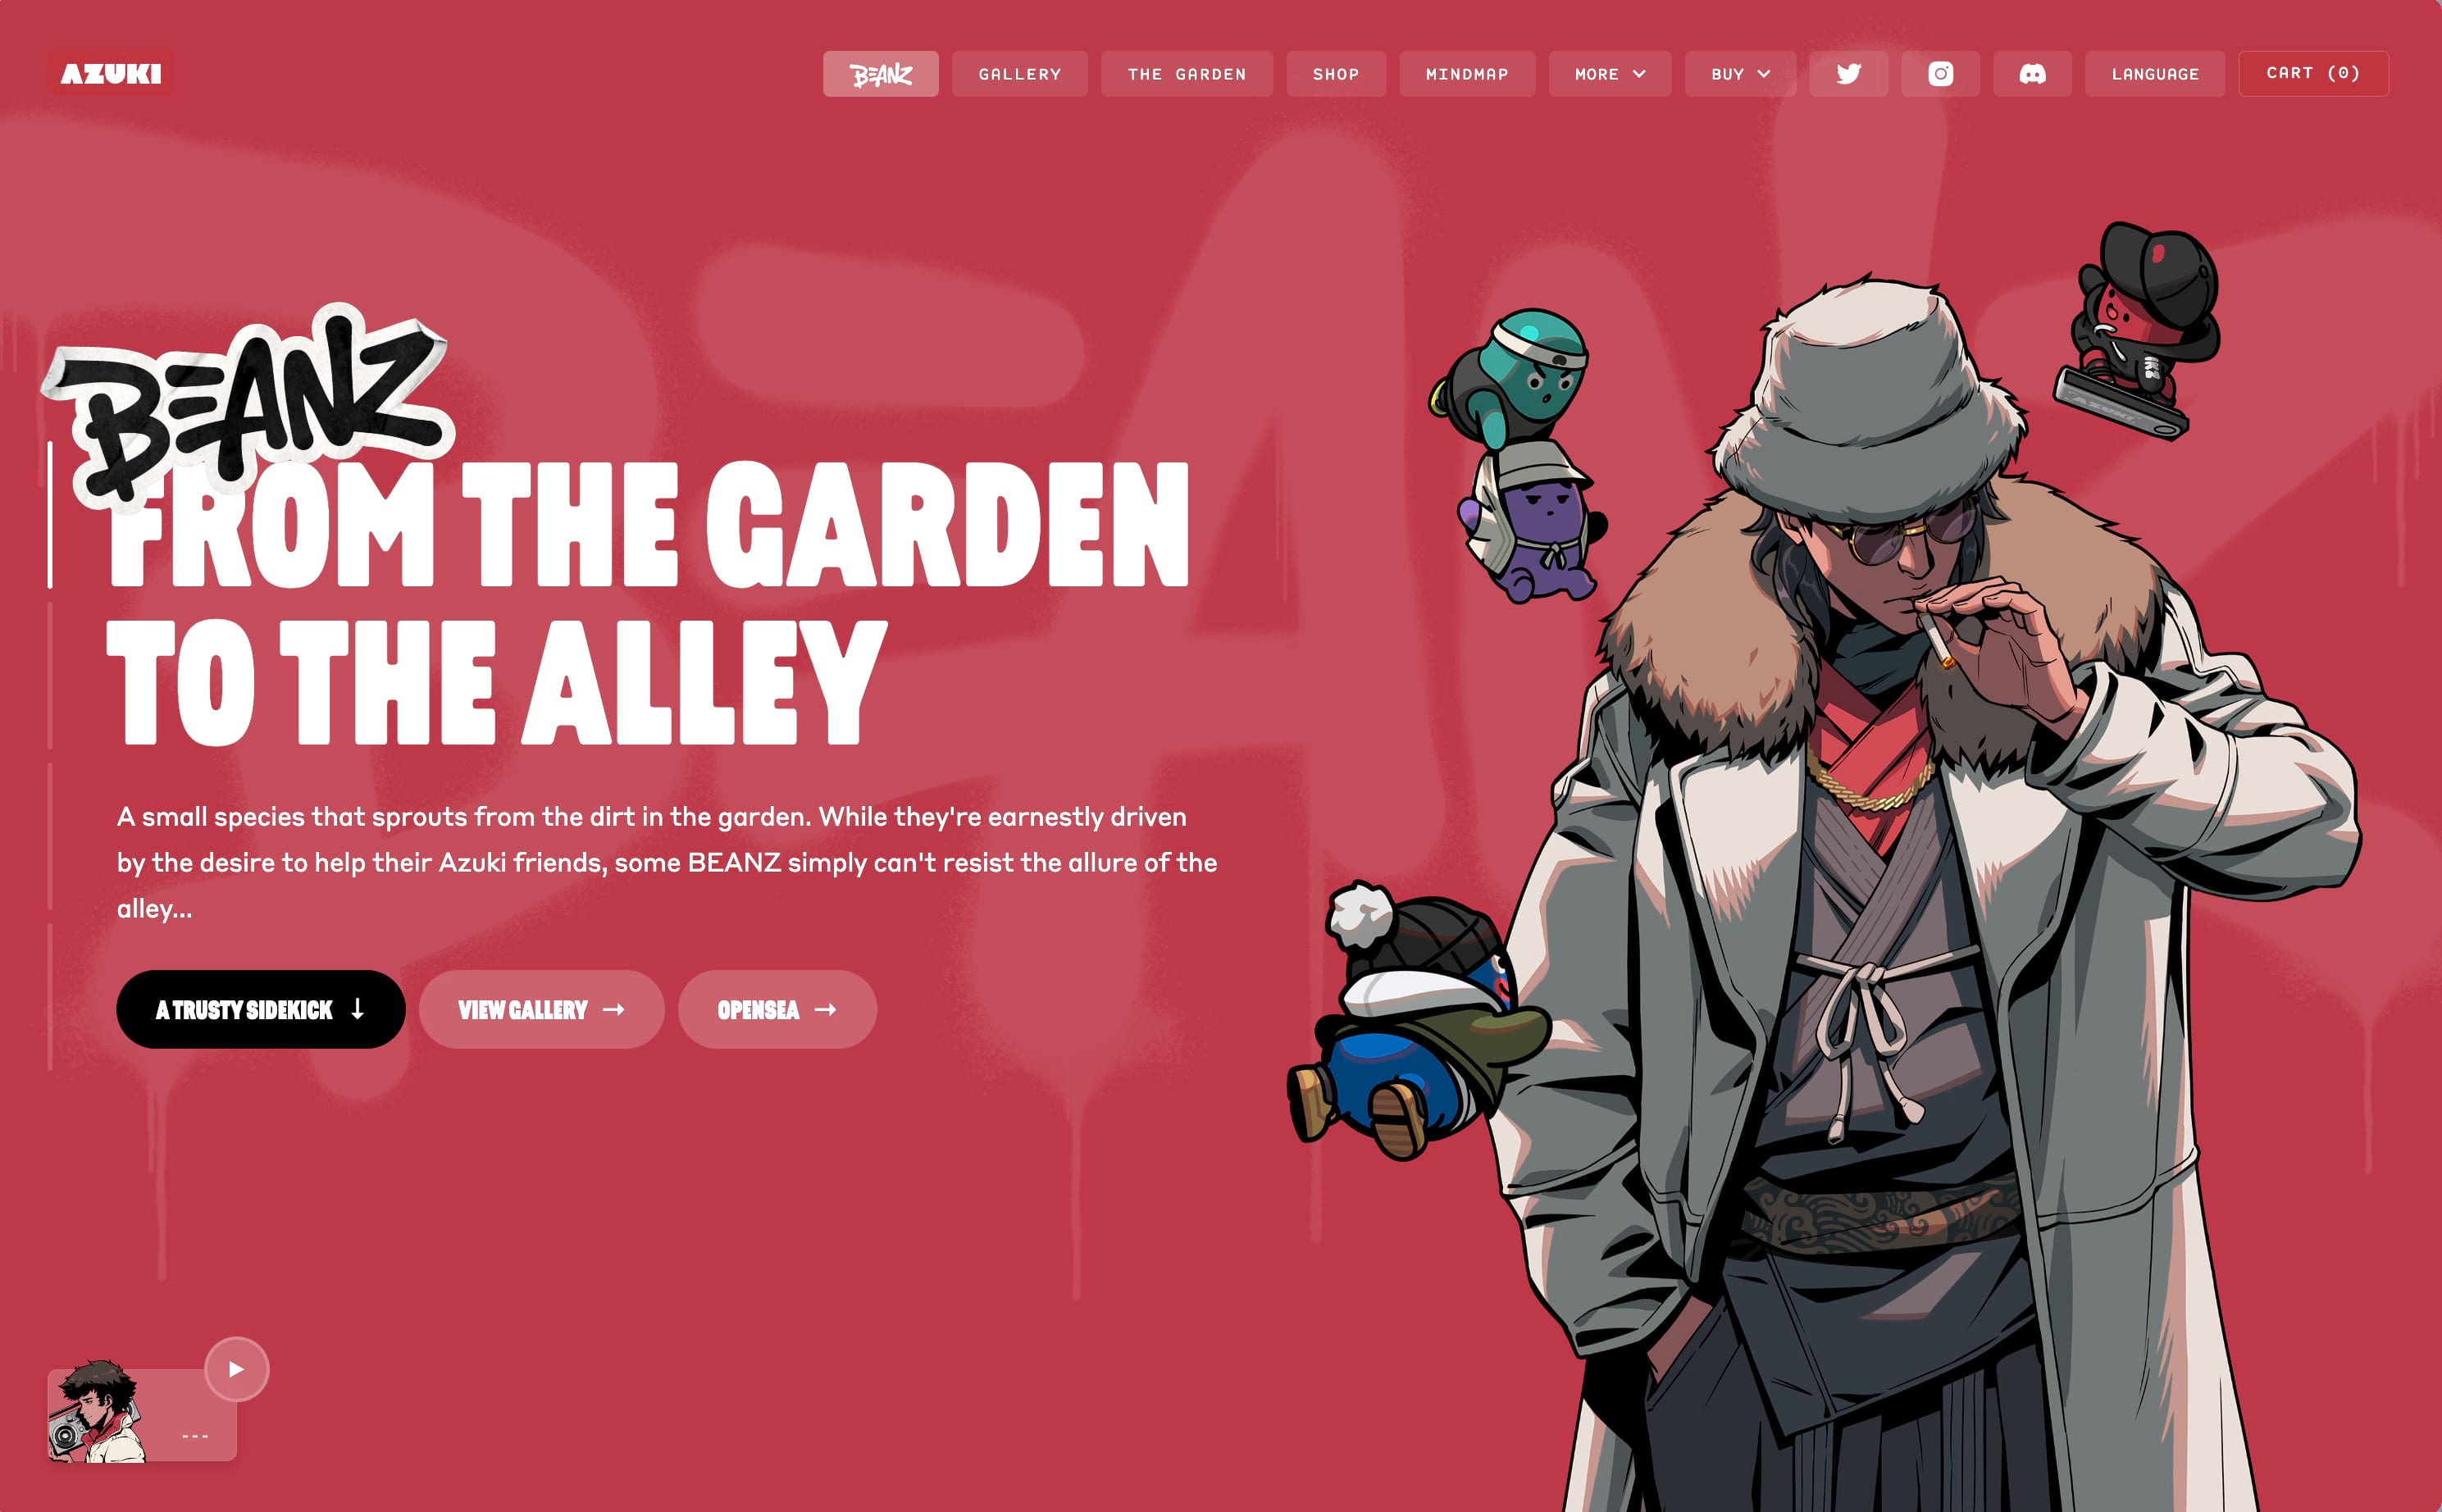 AZUKI
BEANZ
GALLERY
THE GARDEN
SHOP
MINDMAP
MORE
BUY
LANGUAGE
CART (0)
BEANZ
FROM THE GARDEN
TO THE ALLEY
A small species that sprouts from the dirt in the garden. While they're earnestly driven
by the desire to help their Azuki friends, some BEANZ simply can't resist the allure of the
alley...
A TRUSTY SIDEKICK ↓
VIEW GALLERY →
OPENSEA →
AZUKI
---
BEANZ